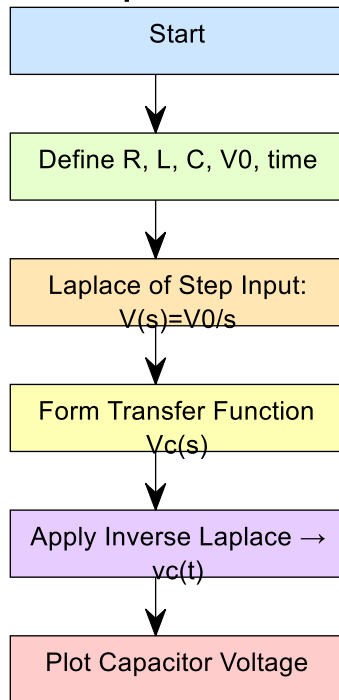 Start
Define R, L, C, V0, time
Laplace of Step Input:
V(s)=V0/s
Form Transfer Function
Vc(s)
Apply Inverse Laplace →
vc(t)
Plot Capacitor Voltage